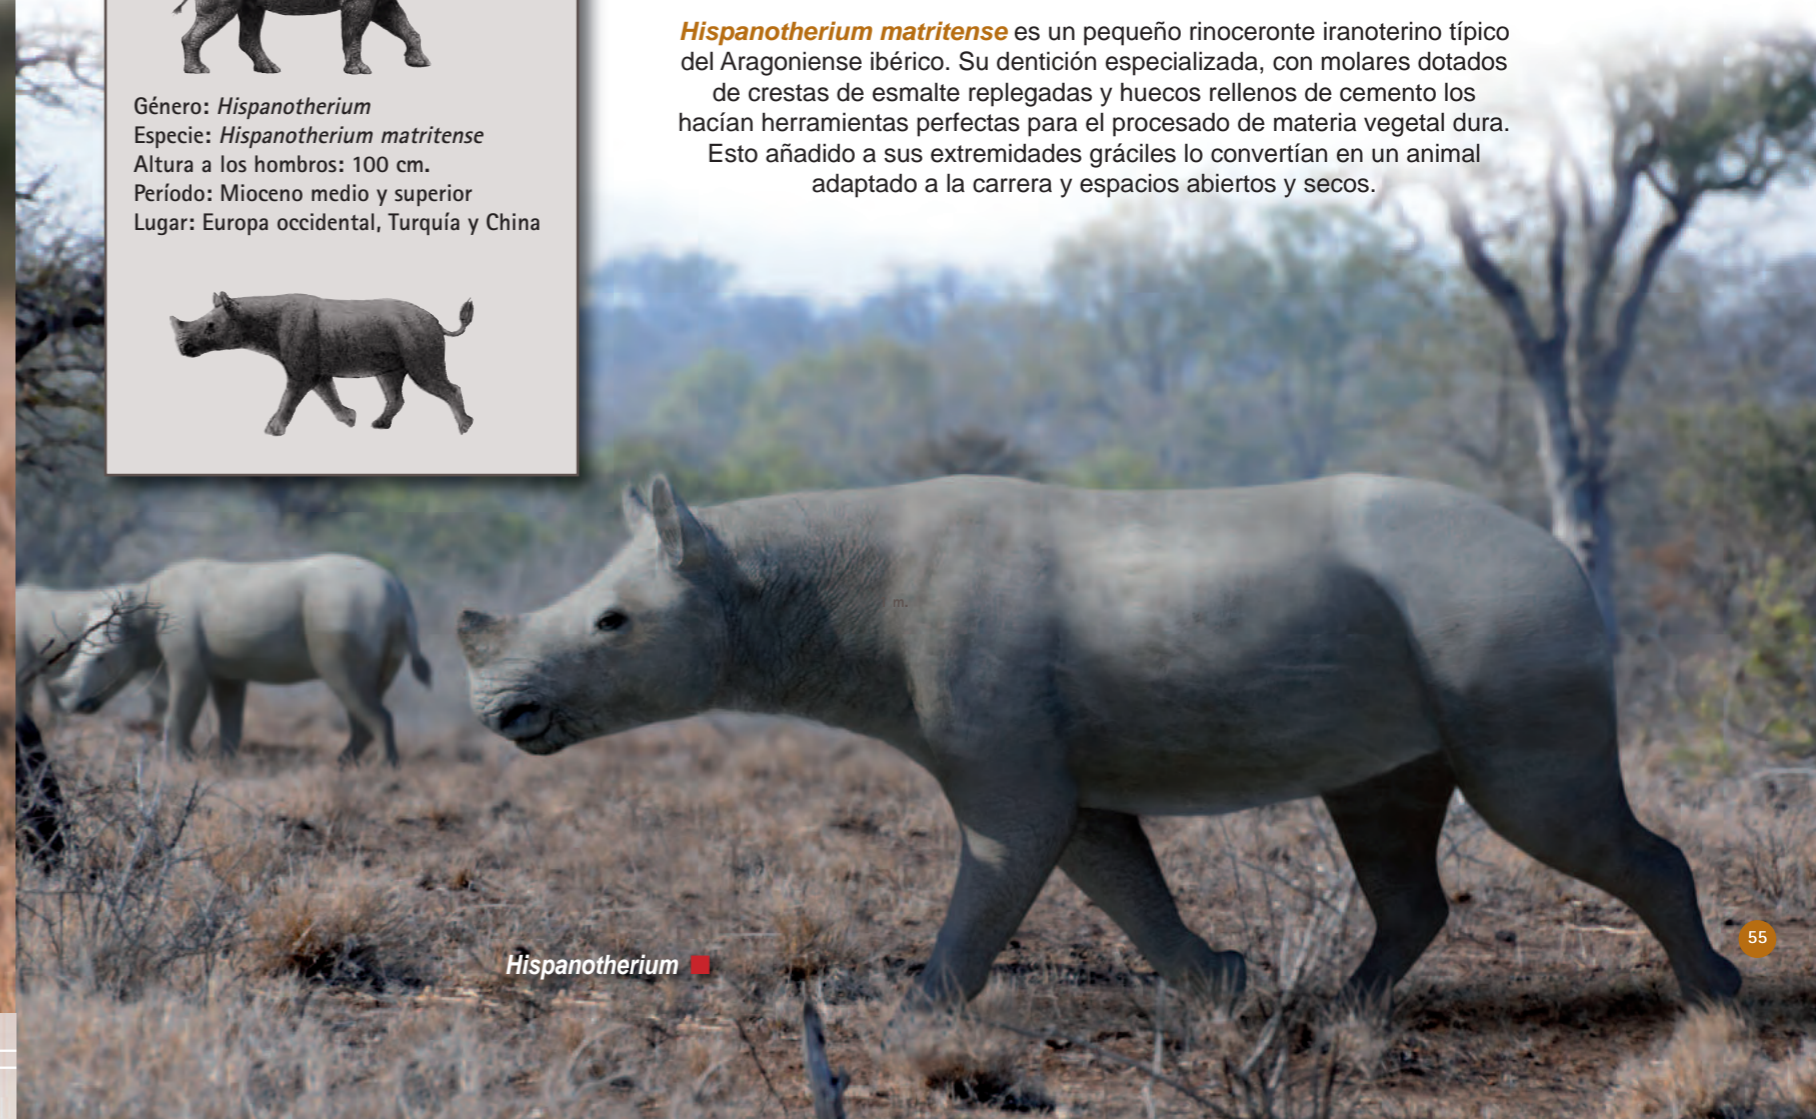 Hispanotherium matritense es un pequeño rinoceronte iranoterino típico
del Aragoniense ibérico. Su dentición especializada, con molares dotados
de crestas de esmalte replegadas y huecos rellenos de cemento los
hacían herramientas perfectas para el procesado de materia vegetal dura.
Esto añadido a sus extremidades gráciles lo convertían en un animal
adaptado a la carrera y espacios abiertos y secos.
Género: Hispanotherium
Especie: Hispanotherium matritense
Altura a los hombros: 100 cm.
Período: Mioceno medio y superior
Lugar: Europa occidental, Turquía y China
m.
Hispanotherium
55